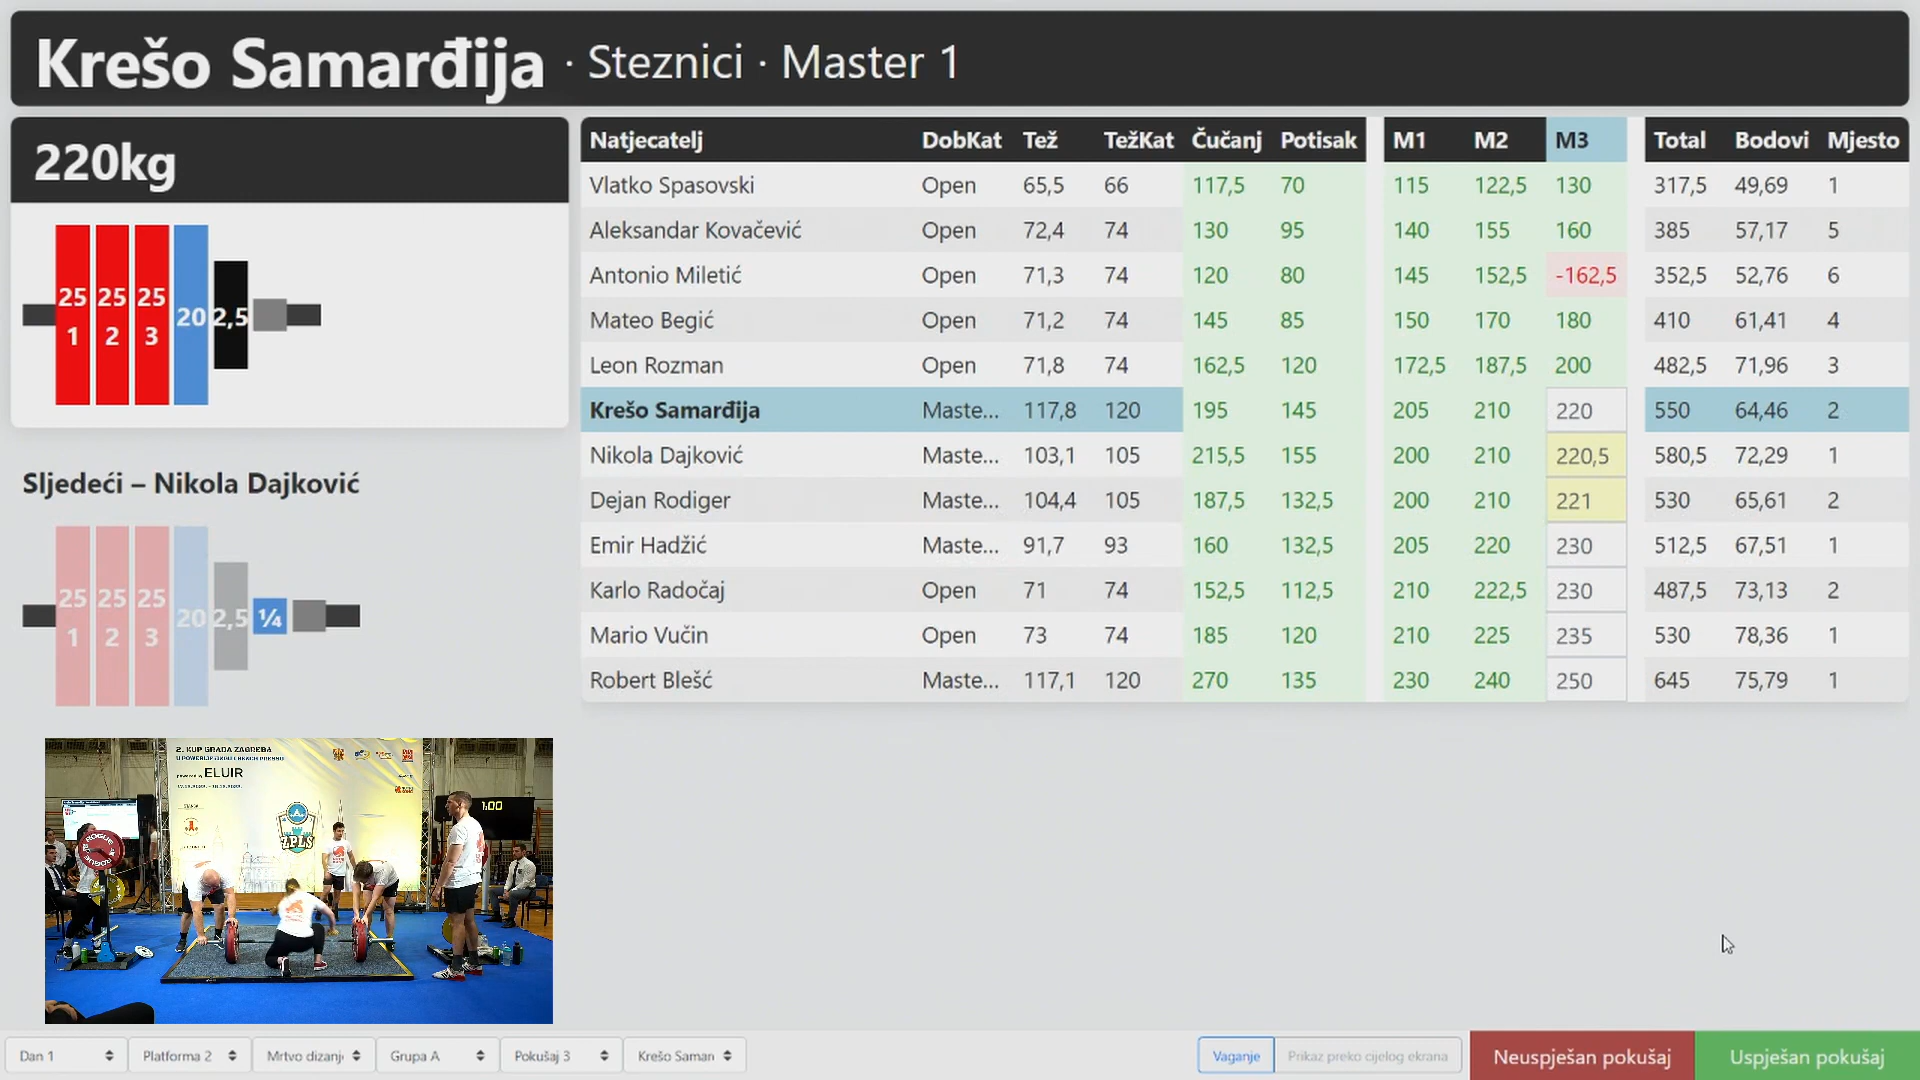 Krešo Samarđija · Steznici · Master 1
220kg
25 25 25 20 2,5
1 2 3
Sljedeći – Nikola Dajković
25 25 25 20 2,5 ¼
1 2 3
Natjecatelj DobKat Tež TežKat Čučanj Potisak M1 M2 M3 Total Bodovi Mjesto
Vlatko Spasovski Open 65,5 66 117,5 70 115 122,5 130 317,5 49,69 1
Aleksandar Kovačević Open 72,4 74 130 95 140 155 160 385 57,17 5
Antonio Miletić Open 71,3 74 120 80 145 152,5 -162,5 352,5 52,76 6
Mateo Begić Open 71,2 74 145 85 150 170 180 410 61,41 4
Leon Rozman Open 71,8 74 162,5 120 172,5 187,5 200 482,5 71,96 3
Krešo Samarđija Maste... 117,8 120 195 145 205 210 220 550 64,46 2
Nikola Dajković Maste... 103,1 105 215,5 155 200 210 220,5 580,5 72,29 1
Dejan Rodiger Maste... 104,4 105 187,5 132,5 200 210 221 530 65,61 2
Emir Hadžić Maste... 91,7 93 160 132,5 205 220 230 512,5 67,51 1
Karlo Radočaj Open 71 74 152,5 112,5 210 222,5 230 487,5 73,13 2
Mario Vučin Open 73 74 185 120 210 225 235 530 78,36 1
Robert Blešć Maste... 117,1 120 270 135 230 240 250 645 75,79 1
2. KUP GRADA ZAGREBA
powered by ELUIR
ZPLS
1:00
ROGUE
Dan 1 Platforma 2 Mrtvo dizanj Grupa A Pokušaj 3 Krešo Samar Vaganje Prikaz preko cijelog ekrana Neuspješan pokušaj Uspješan pokušaj